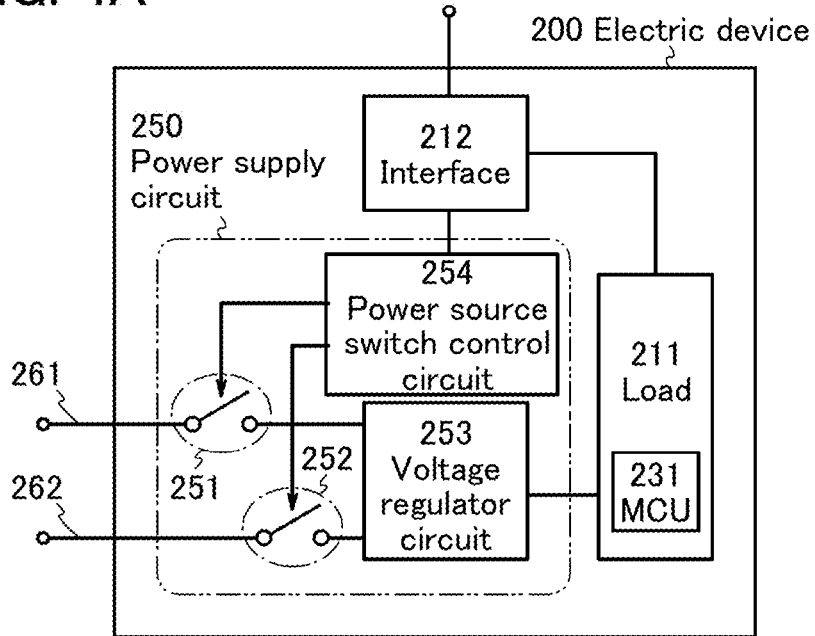 200 Electric device
212
Interface
250
Power supply
circuit
254
Power source
switch control
circuit
211
Load
261
251
252
253
Voltage
regulator
circuit
231
MCU
262